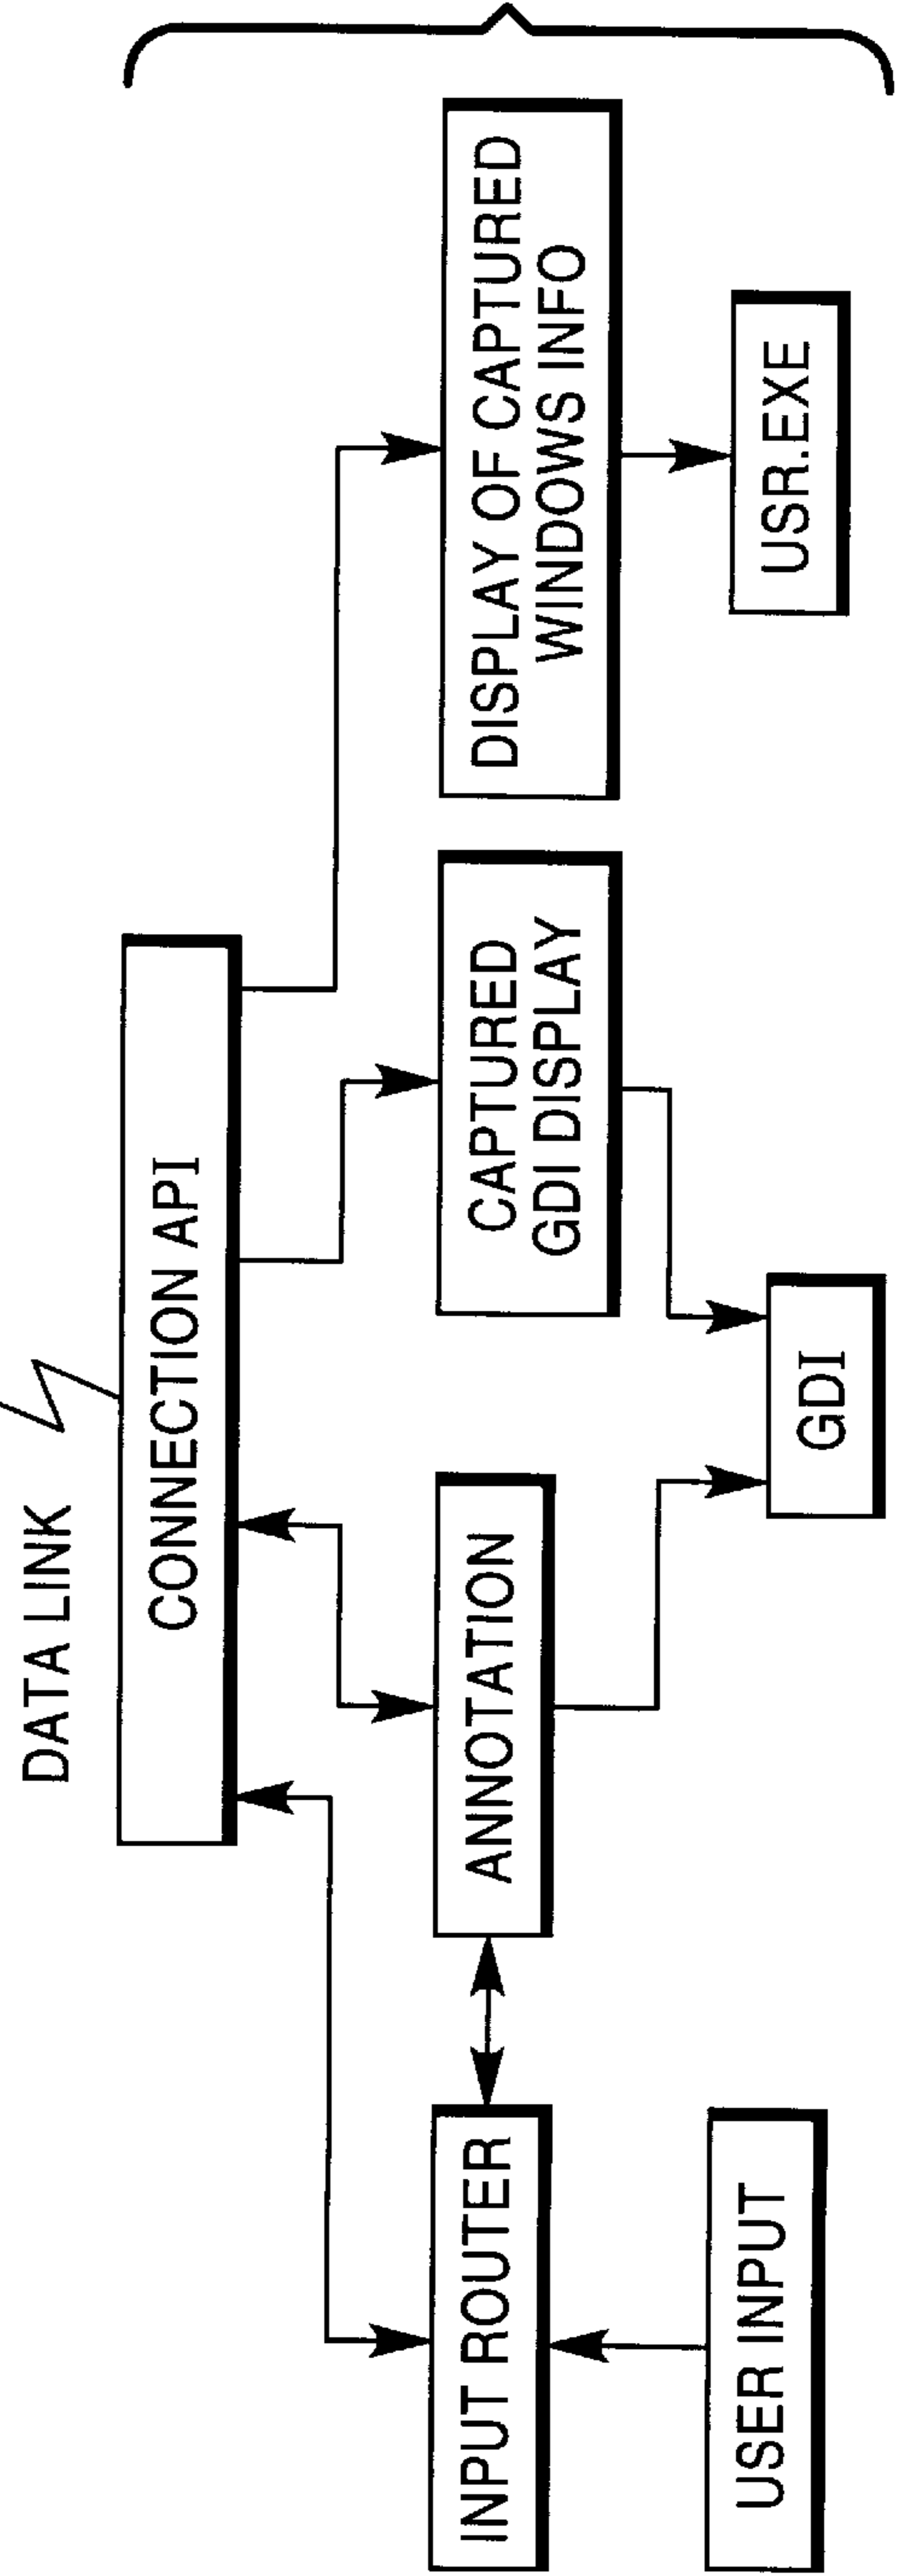 DATA LINK
CONNECTION API
INPUT ROUTER
ANNOTATION
CAPTURED
GDI DISPLAY
DISPLAY OF CAPTURED
WINDOWS INFO
USER INPUT
GDI
USR.EXE